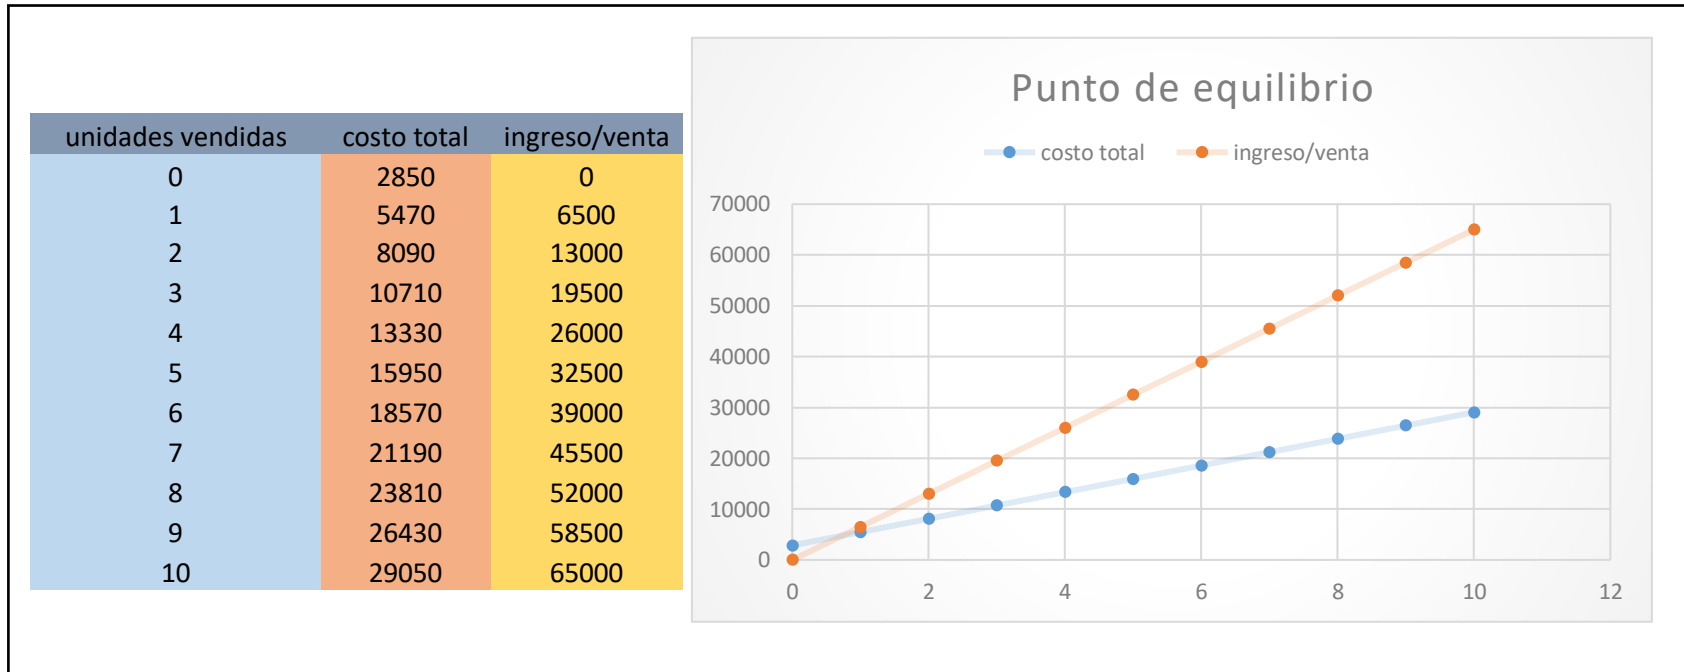 unidades vendidas costo total ingreso/venta
0 2850 0
1 5470 6500
2 8090 13000
3 10710 19500
4 13330 26000
5 15950 32500
6 18570 39000
7 21190 45500
8 23810 52000
9 26430 58500
10 29050 65000
Punto de equilibrio
costo total ingreso/venta
70000
60000
50000
40000
30000
20000
10000
0
0 2 4 6 8 10 12